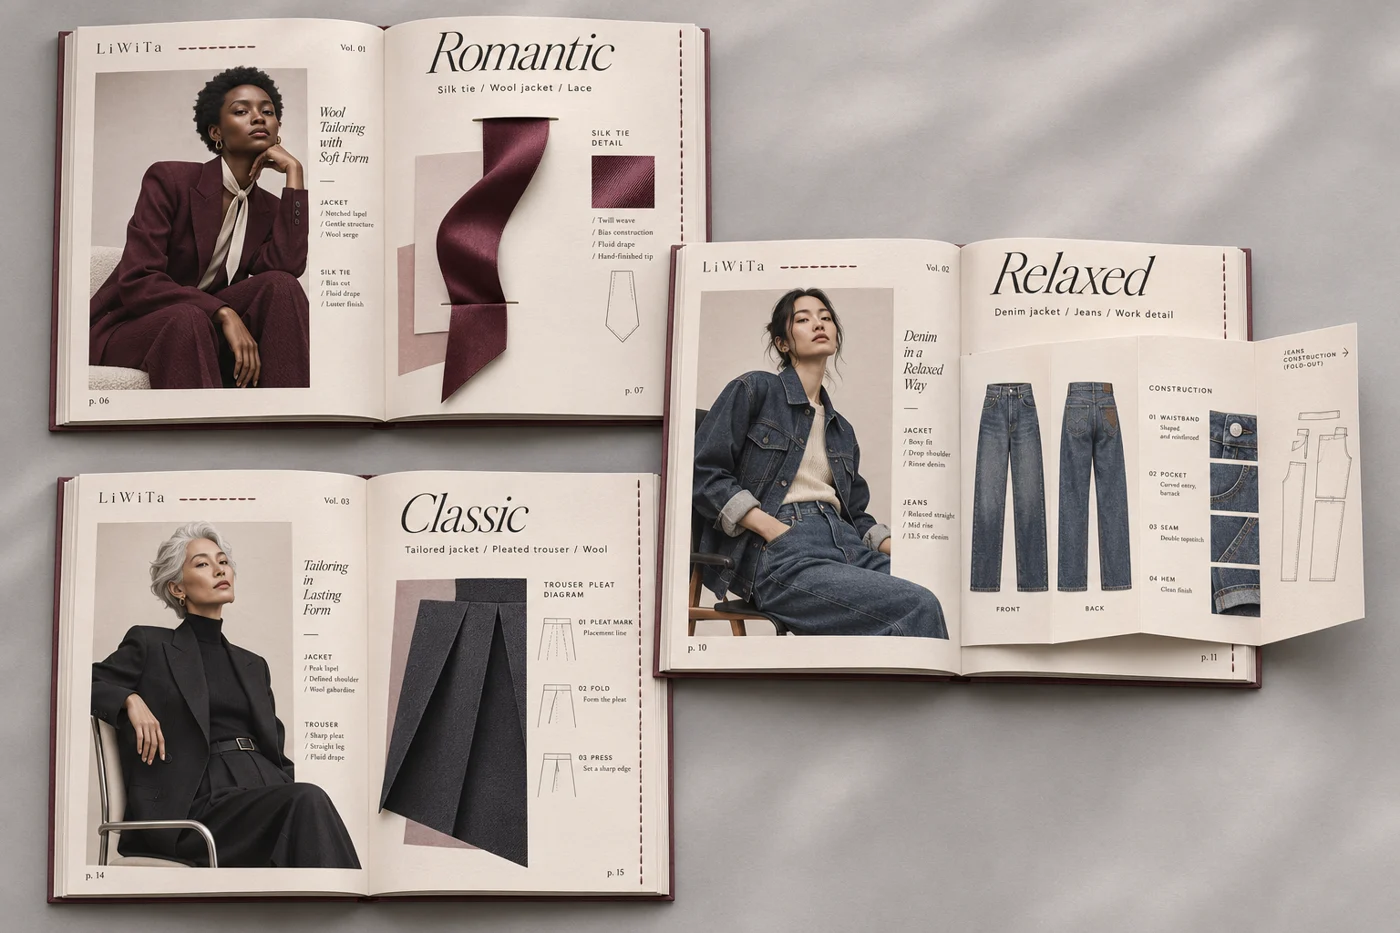 LiWiTa
Vol. 01
Wool
Tailoring
with
Soft Form
JACKET
/ Notched lapel
/ Gentle structure
/ Wool serge
SILK TIE
/ Bias cut
/ Fluid drape
/ Luster finish
p. 06
Romantic
Silk tie / Wool jacket / Lace
SILK TIE
DETAIL
/ Twill weave
/ Bias construction
/ Fluid drape
/ Hand-finished tip
p. 07
LiWiTa
Vol. 02
Denim
in a
Relaxed
Way
JACKET
/ Boxy fit
/ Drop shoulder
/ Rinse denim
JEANS
/ Relaxed straight
/ Mid rise
/ 13.5 oz denim
p. 10
Relaxed
Denim jacket / Jeans / Work detail
FRONT
BACK
CONSTRUCTION
01 WAISTBAND
Shaped
and reinforced
02 POCKET
Curved entry,
bartack
03 SEAM
Double topstitch
04 HEM
Clean finish
JEANS
CONSTRUCTION
(FOLD-OUT)
p. 11
LiWiTa
Vol. 03
Tailoring
in
Lasting
Form
JACKET
/ Peak lapel
/ Defined shoulder
/ Wool gabardine
TROUSER
/ Sharp pleat
/ Straight leg
/ Fluid drape
p. 14
Classic
Tailored jacket / Pleated trouser / Wool
TROUSER PLEAT
DIAGRAM
01 PLEAT MARK
Placement line
02 FOLD
Form the pleat
03 PRESS
Set a sharp edge
p. 15